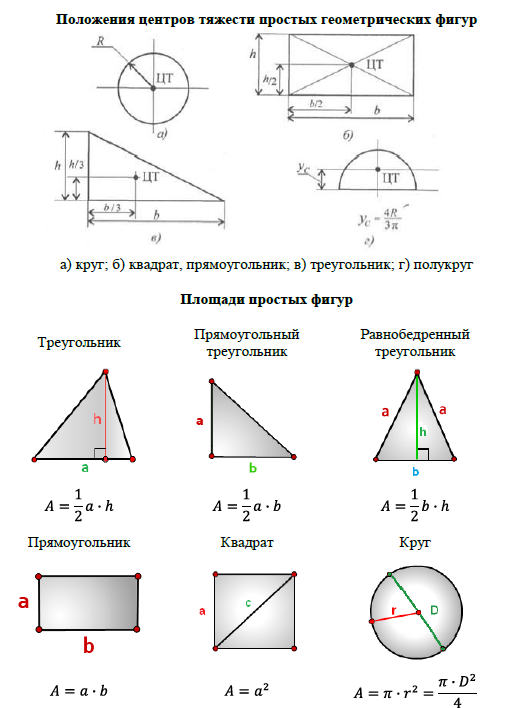 Положения центров тяжести простых геометрических фигур
R
ЦТ
а)
h
h/2
ЦТ
b/2
b
б)
h
h/3
ЦТ
b/3
b
в)
Yc
ЦТ
Yc = 4R/3π
г)
а) круг; б) квадрат, прямоугольник; в) треугольник; г) полукруг
Площади простых фигур
Треугольник
h
a
A = 1/2 a · h
Прямоугольный
треугольник
a
b
A = 1/2 a · b
Равнобедренный
треугольник
a
a
h
b
A = 1/2 b · h
Прямоугольник
a
b
A = a · b
Квадрат
a
c
A = a²
Круг
r
D
A = π · r² = π · D²/4